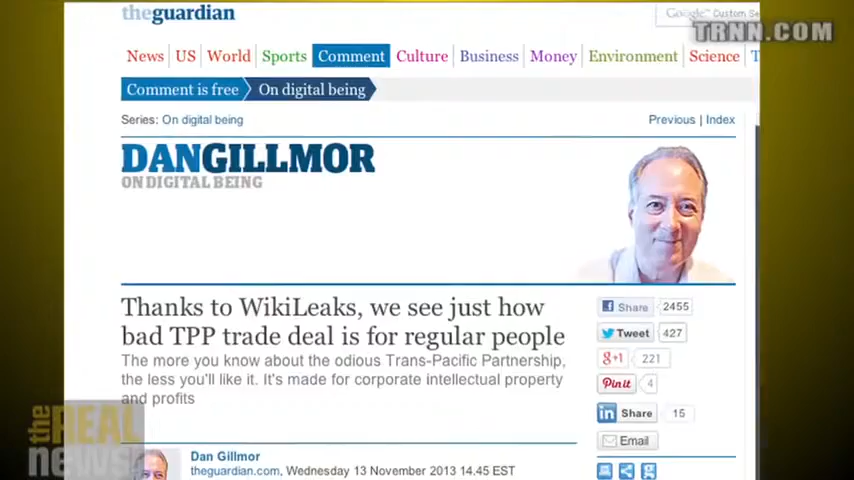 theguardian
Google™ Custom Se
TRNN.COM
News US World Sports Comment Culture Business Money Environment Science T
Comment is free On digital being
Series: On digital being
Previous | Index
DANGILLMOR
ON DIGITAL BEING
Thanks to WikiLeaks, we see just how
bad TPP trade deal is for regular people
The more you know about the odious Trans-Pacific Partnership,
the less you'll like it. It's made for corporate intellectual property
and profits
Share 2455
Tweet 427
g+1 221
Pinit 4
in Share 15
Email
Dan Gillmor
theguardian.com, Wednesday 13 November 2013 14.45 EST
the REAL
news